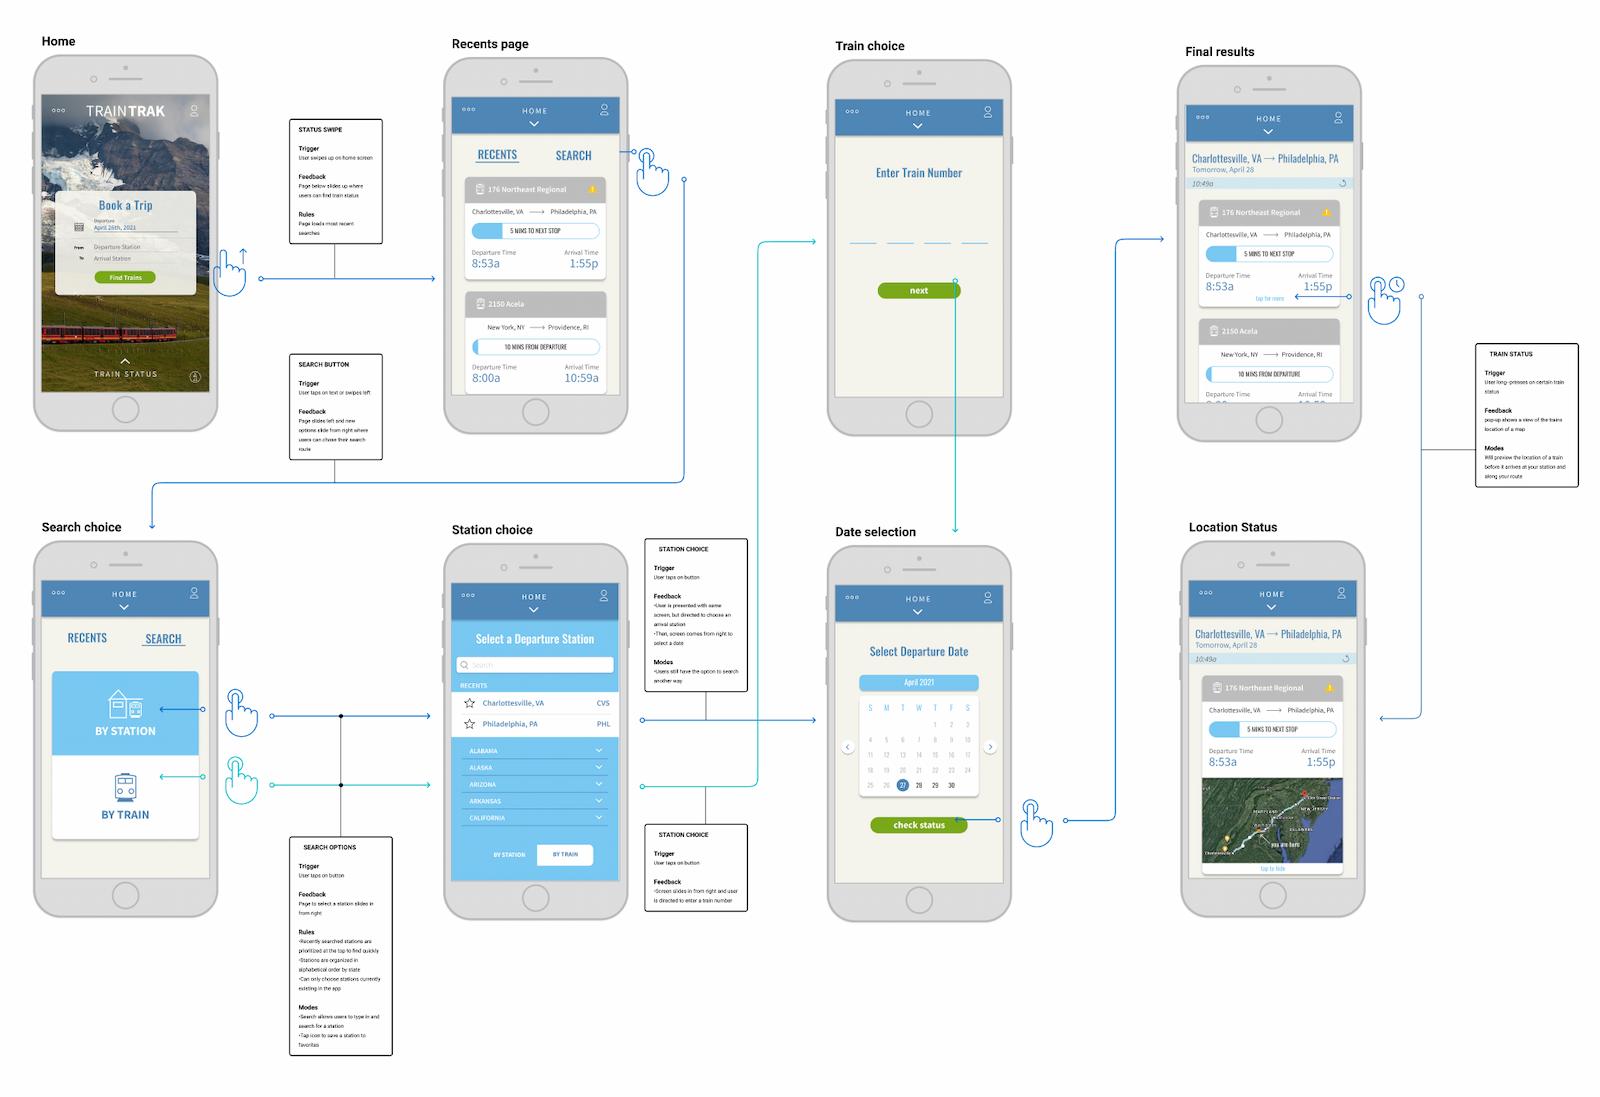 Home
TRAINTRAK
Book a Trip
Departure
April 26th, 2021
From Departure Station
To Arrival Station
Find Trains
TRAIN STATUS
STATUS SWIPE
Trigger
User swipes up on home screen
Feedback
Page below slides up where
users can find train status
Rules
Page loads most recent
searches
SEARCH BUTTON
Trigger
User taps on text or swipes left
Feedback
Page slides left and new
options slide from right where
users can chose their search
route
Recents page
HOME
RECENTS SEARCH
176 Northeast Regional
Charlottesville, VA → Philadelphia, PA
5 MINS TO NEXT STOP
Departure Time Arrival Time
8:53a 1:55p
2150 Acela
New York, NY → Providence, RI
10 MINS FROM DEPARTURE
Departure Time Arrival Time
8:00a 10:59a
Train choice
HOME
Enter Train Number
next
Final results
HOME
Charlottesville, VA → Philadelphia, PA
Tomorrow, April 28
10:49a
176 Northeast Regional
Charlottesville, VA → Philadelphia, PA
5 MINS TO NEXT STOP
Departure Time Arrival Time
8:53a 1:55p
tap for more
2150 Acela
New York, NY → Providence, RI
10 MINS FROM DEPARTURE
Departure Time Arrival Time
TRAIN STATUS
Trigger
User long-presses on certain train
status
Feedback
pop-up shows a view of the trains
location of a map
Modes
Will preview the location of a train
before it arrives at your station and
along your route
Search choice
HOME
RECENTS SEARCH
BY STATION
BY TRAIN
SEARCH OPTIONS
Trigger
User taps on button
Feedback
Page to select a station slides in
from right
Rules
•Recently searched stations are
prioritized at the top to find quickly
•Stations are organized in
alphabetical order by state
•Can only choose stations currently
existing in the app
Modes
•Search allows users to type in and
search for a station
•Tap icon to save a station to
favorites
Station choice
HOME
Select a Departure Station
Search
RECENTS
Charlottesville, VA CVS
Philadelphia, PA PHL
ALABAMA
ALASKA
ARIZONA
ARKANSAS
CALIFORNIA
BY STATION BY TRAIN
STATION CHOICE
Trigger
User taps on button
Feedback
•User is presented with same
screen, but directed to choose an
arrival station
•Then, screen comes from right to
select a date
Modes
•Users still have the option to search
another way
STATION CHOICE
Trigger
User taps on button
Feedback
•Screen slides in from right and user
is directed to enter a train number
Date selection
HOME
Select Departure Date
April 2021
S M T W T F S
1 2 3
4 5 6 7 8 9 10
11 12 13 14 15 16 17
18 19 20 21 22 23 24
25 26 27 28 29 30
check status
Location Status
HOME
Charlottesville, VA → Philadelphia, PA
Tomorrow, April 28
10:49a
176 Northeast Regional
Charlottesville, VA → Philadelphia, PA
5 MINS TO NEXT STOP
Departure Time Arrival Time
8:53a 1:55p
MARYLAND
NEW JERSEY
DELAWARE
you are here
tap to hide